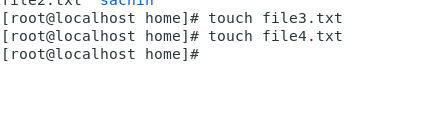 file2.txt  sachin
[root@localhost home]# touch file3.txt
[root@localhost home]# touch file4.txt
[root@localhost home]#